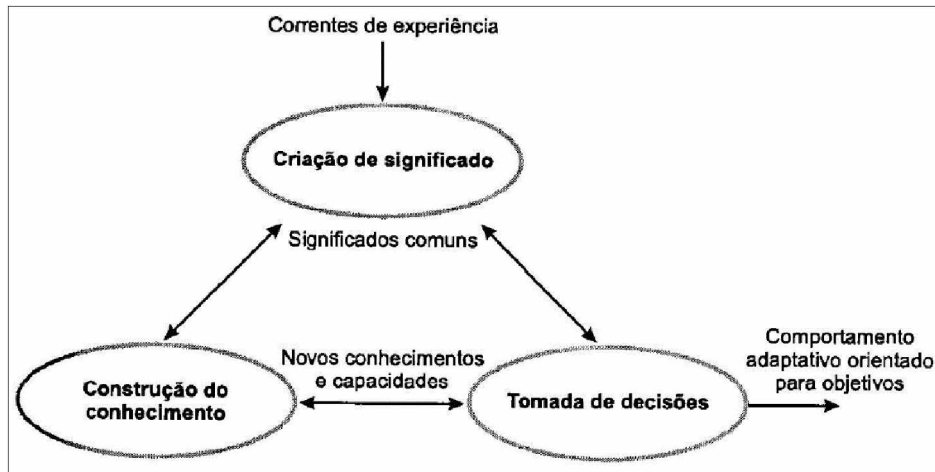 Correntes de experiência
Criação de significado
Significados comuns
Novos conhecimentos
e capacidades
Construção do
conhecimento
Tomada de decisões
Comportamento
adaptativo orientado
para objetivos